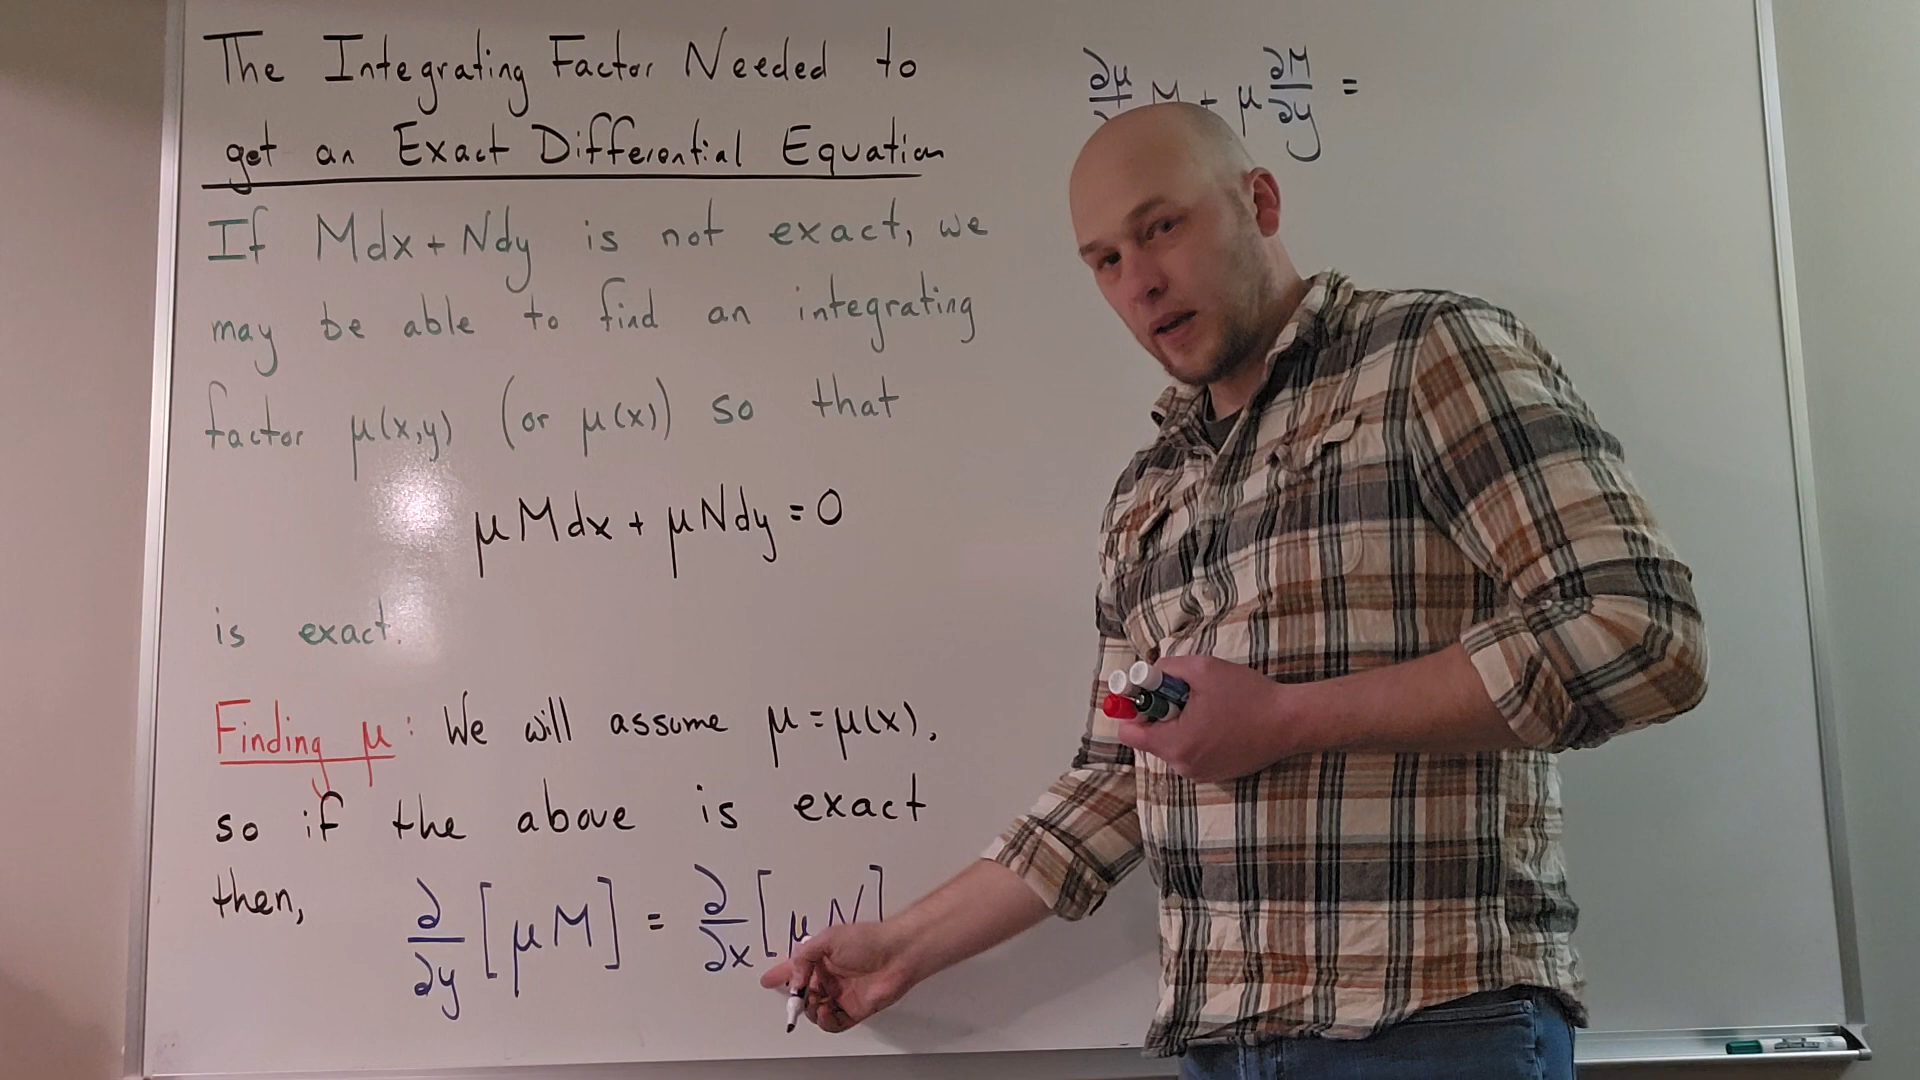 The Integrating Factor Needed to
get an Exact Differential Equation
If Mdx + Ndy is not exact, we
may be able to find an integrating
factor μ(x,y) (or μ(x)) so that
μMdx + μNdy = 0
is exact.
Finding μ: We will assume μ = μ(x).
so if the above is exact
then, ∂/∂y [μM] = ∂/∂x [μN]
∂μ/∂ M + μ ∂M/∂y =